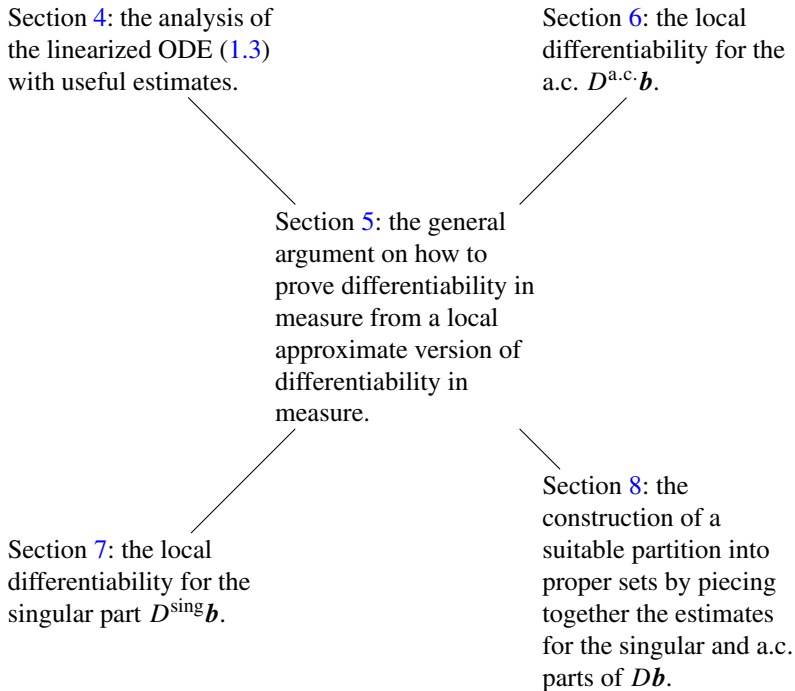 Section 4: the analysis of
the linearized ODE (1.3)
with useful estimates.
Section 6: the local
differentiability for the
a.c. D^{a.c.}b.
Section 5: the general
argument on how to
prove differentiability in
measure from a local
approximate version of
differentiability in
measure.
Section 7: the local
differentiability for the
singular part D^{sing}b.
Section 8: the
construction of a
suitable partition into
proper sets by piecing
together the estimates
for the singular and a.c.
parts of Db.